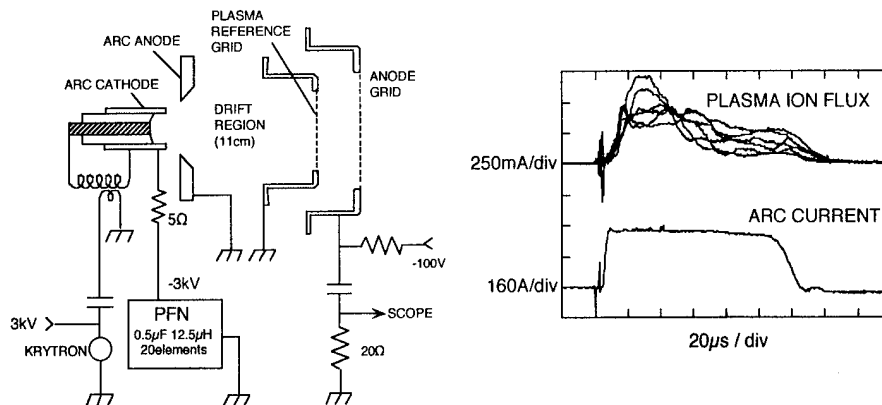 PLASMA
REFERENCE
GRID
ARC ANODE
ARC CATHODE
ANODE
GRID
DRIFT
REGION
(11cm)
5Ω
-100V
-3kV
SCOPE
3kV
PFN
0.5μF 12.5μH
20elements
20Ω
KRYTRON
PLASMA ION FLUX
250mA/div
ARC CURRENT
160A/div
20μs / div